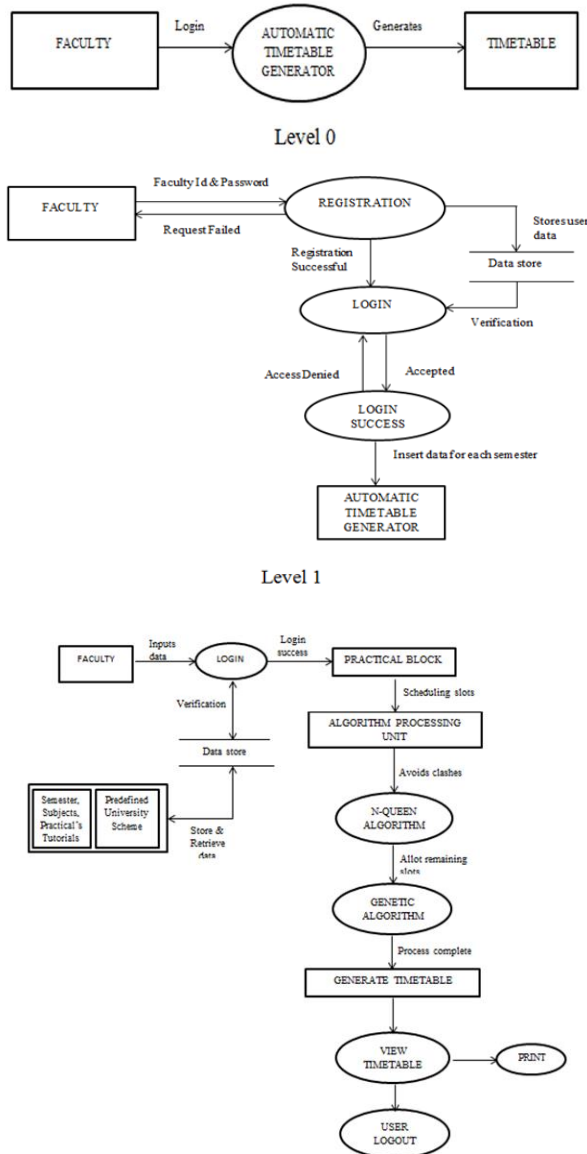 FACULTY
Login
AUTOMATIC
TIMETABLE
GENERATOR
Generates
TIMETABLE
Level 0
Faculty Id & Password
FACULTY
REGISTRATION
Request Failed
Stores user
data
Registration
Successful
Data store
LOGIN
Verification
Access Denied
Accepted
LOGIN
SUCCESS
Insert data for each semester
AUTOMATIC
TIMETABLE
GENERATOR
Level 1
FACULTY
Inputs
data
LOGIN
Login
success
PRACTICAL BLOCK
Verification
Scheduling slots
Data store
ALGORITHM PROCESSING
UNIT
Avoids clashes
Semester,
Subjects,
Practical's
Tutorials
Predefined
University
Scheme
Store &
Retrieve
data
N-QUEEN
ALGORITHM
Allot remaining
slots
GENETIC
ALGORITHM
Process complete
GENERATE TIMETABLE
VIEW
TIMETABLE
PRINT
USER
LOGOUT